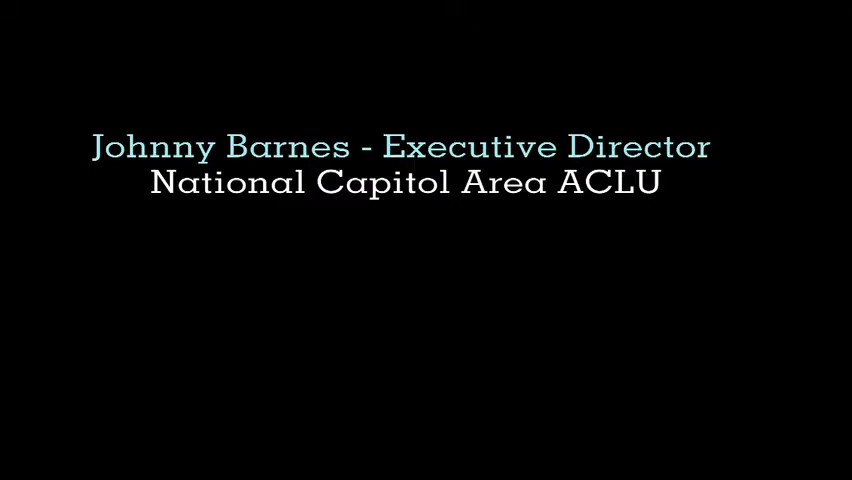 Johnny Barnes - Executive Director
National Capitol Area ACLU